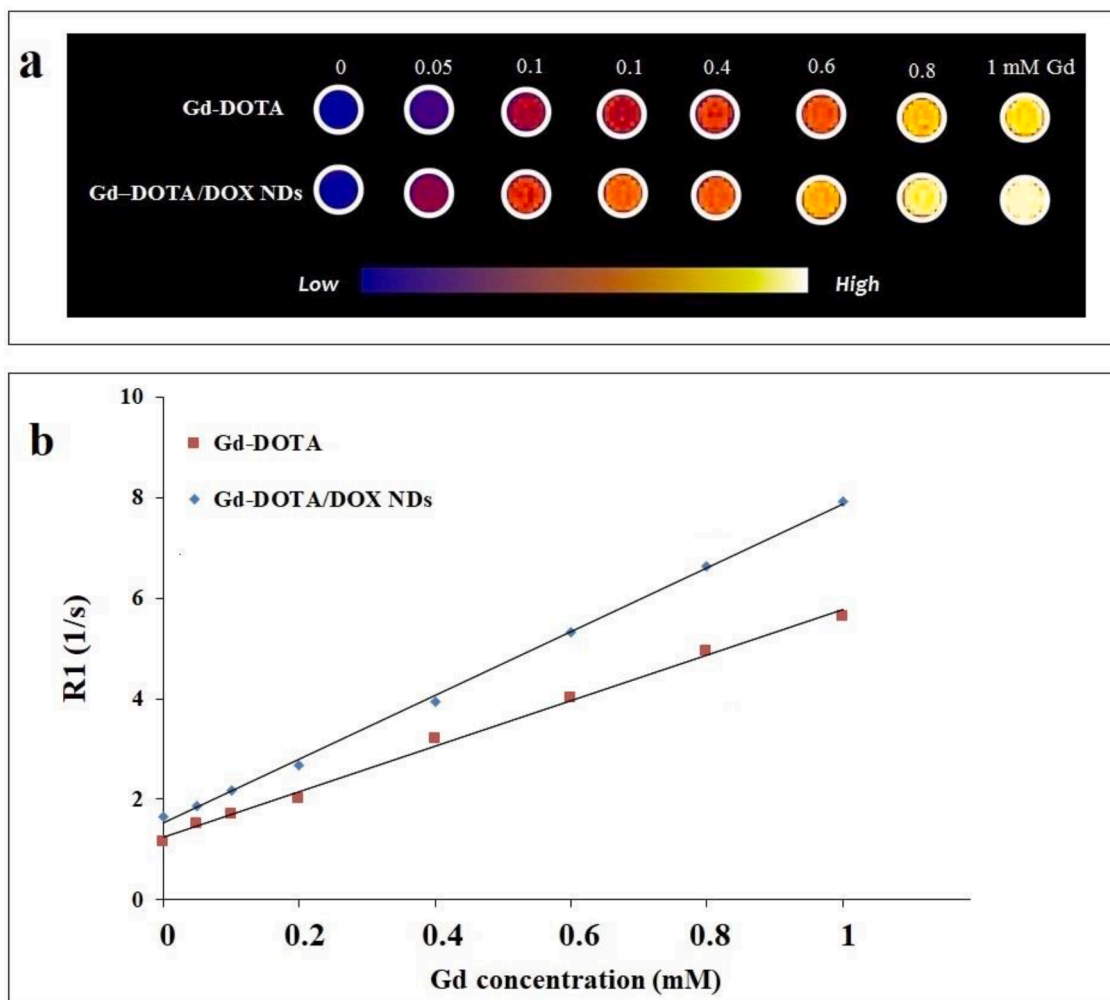 a
0 0.05 0.1 0.1 0.4 0.6 0.8 1 mM Gd
Gd-DOTA
Gd–DOTA/DOX NDs
Low High
b
10
8
6
4
2
0
R1 (1/s)
Gd-DOTA
Gd-DOTA/DOX NDs
0 0.2 0.4 0.6 0.8 1
Gd concentration (mM)